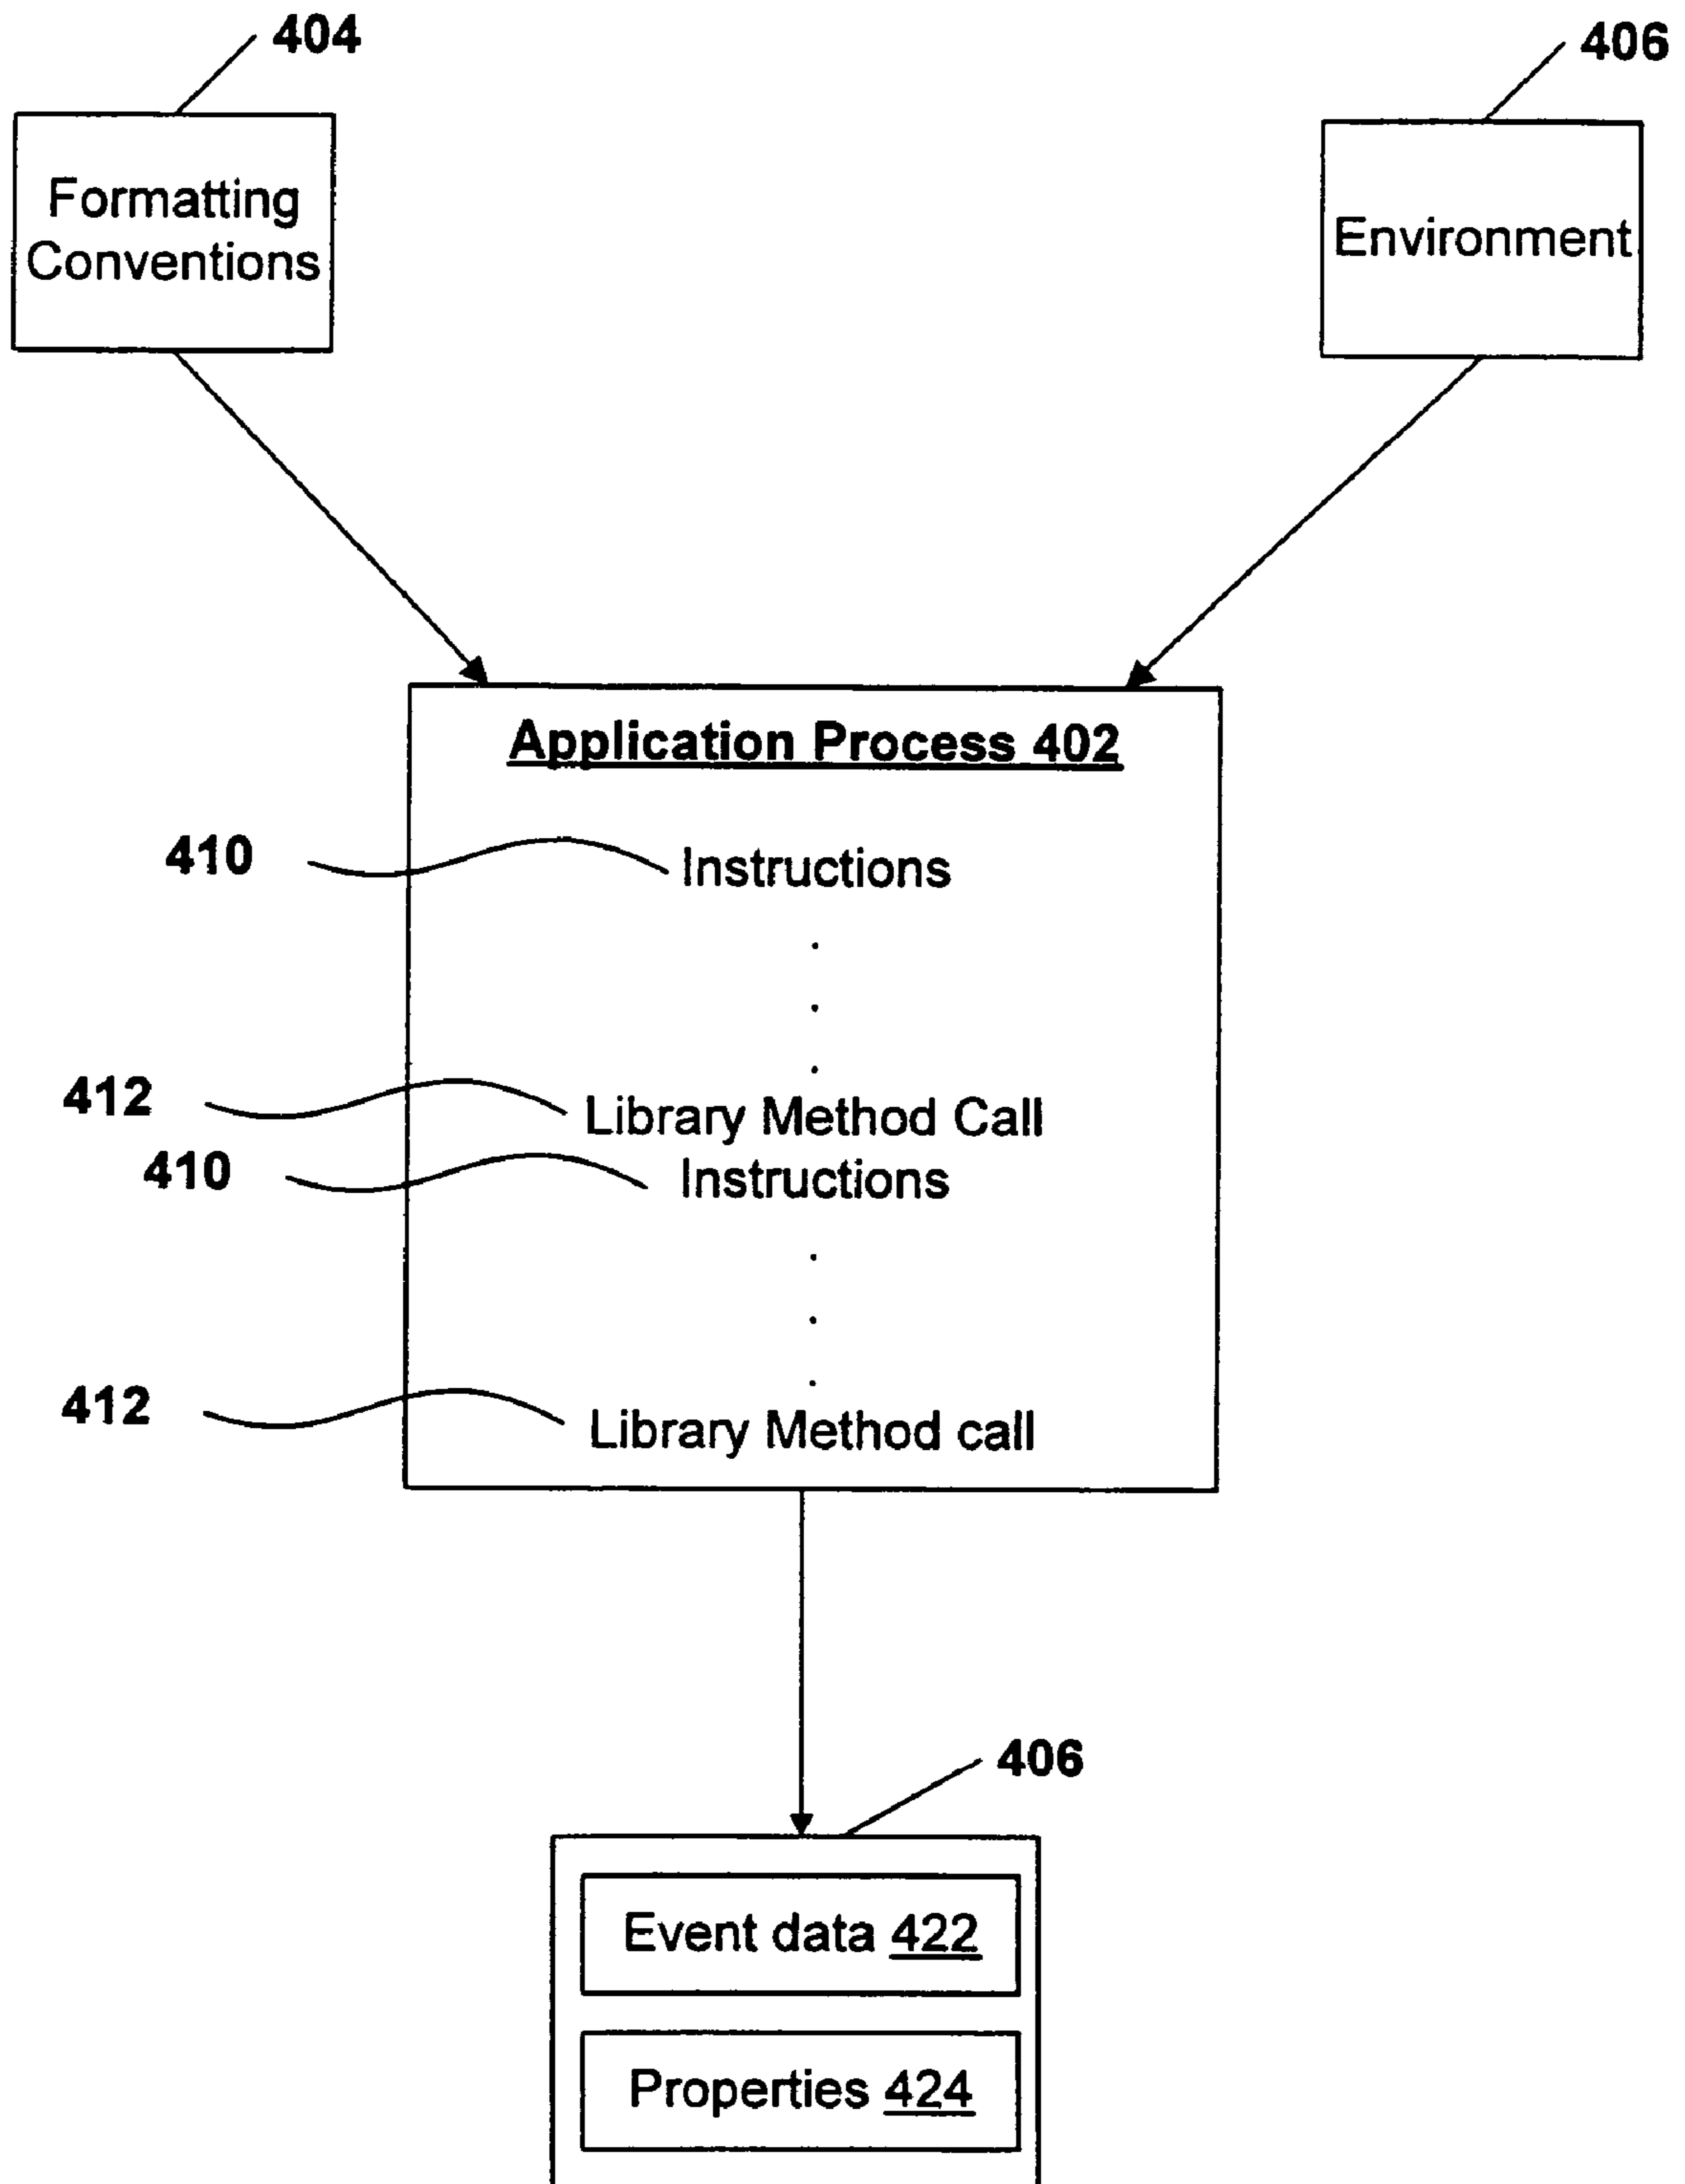 404
406
Formatting
Conventions
Environment
Application Process 402
410
Instructions
412
Library Method Call
410
Instructions
412
Library Method call
406
Event data 422
Properties 424